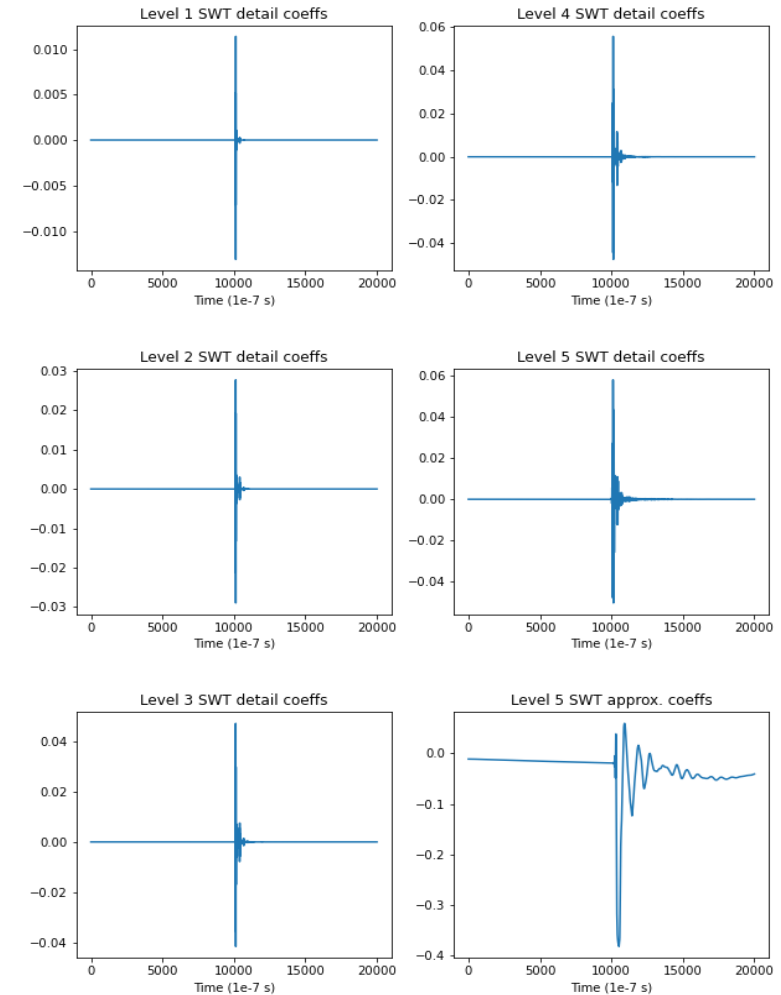 Level 1 SWT detail coeffs
0.010
0.005
0.000
−0.005
−0.010
0 5000 10000 15000 20000
Time (1e-7 s)
Level 4 SWT detail coeffs
0.06
0.04
0.02
0.00
−0.02
−0.04
0 5000 10000 15000 20000
Time (1e-7 s)
Level 2 SWT detail coeffs
0.03
0.02
0.01
0.00
−0.01
−0.02
−0.03
0 5000 10000 15000 20000
Time (1e-7 s)
Level 5 SWT detail coeffs
0.06
0.04
0.02
0.00
−0.02
−0.04
0 5000 10000 15000 20000
Time (1e-7 s)
Level 3 SWT detail coeffs
0.04
0.02
0.00
−0.02
−0.04
0 5000 10000 15000 20000
Time (1e-7 s)
Level 5 SWT approx. coeffs
0.0
−0.1
−0.2
−0.3
−0.4
0 5000 10000 15000 20000
Time (1e-7 s)